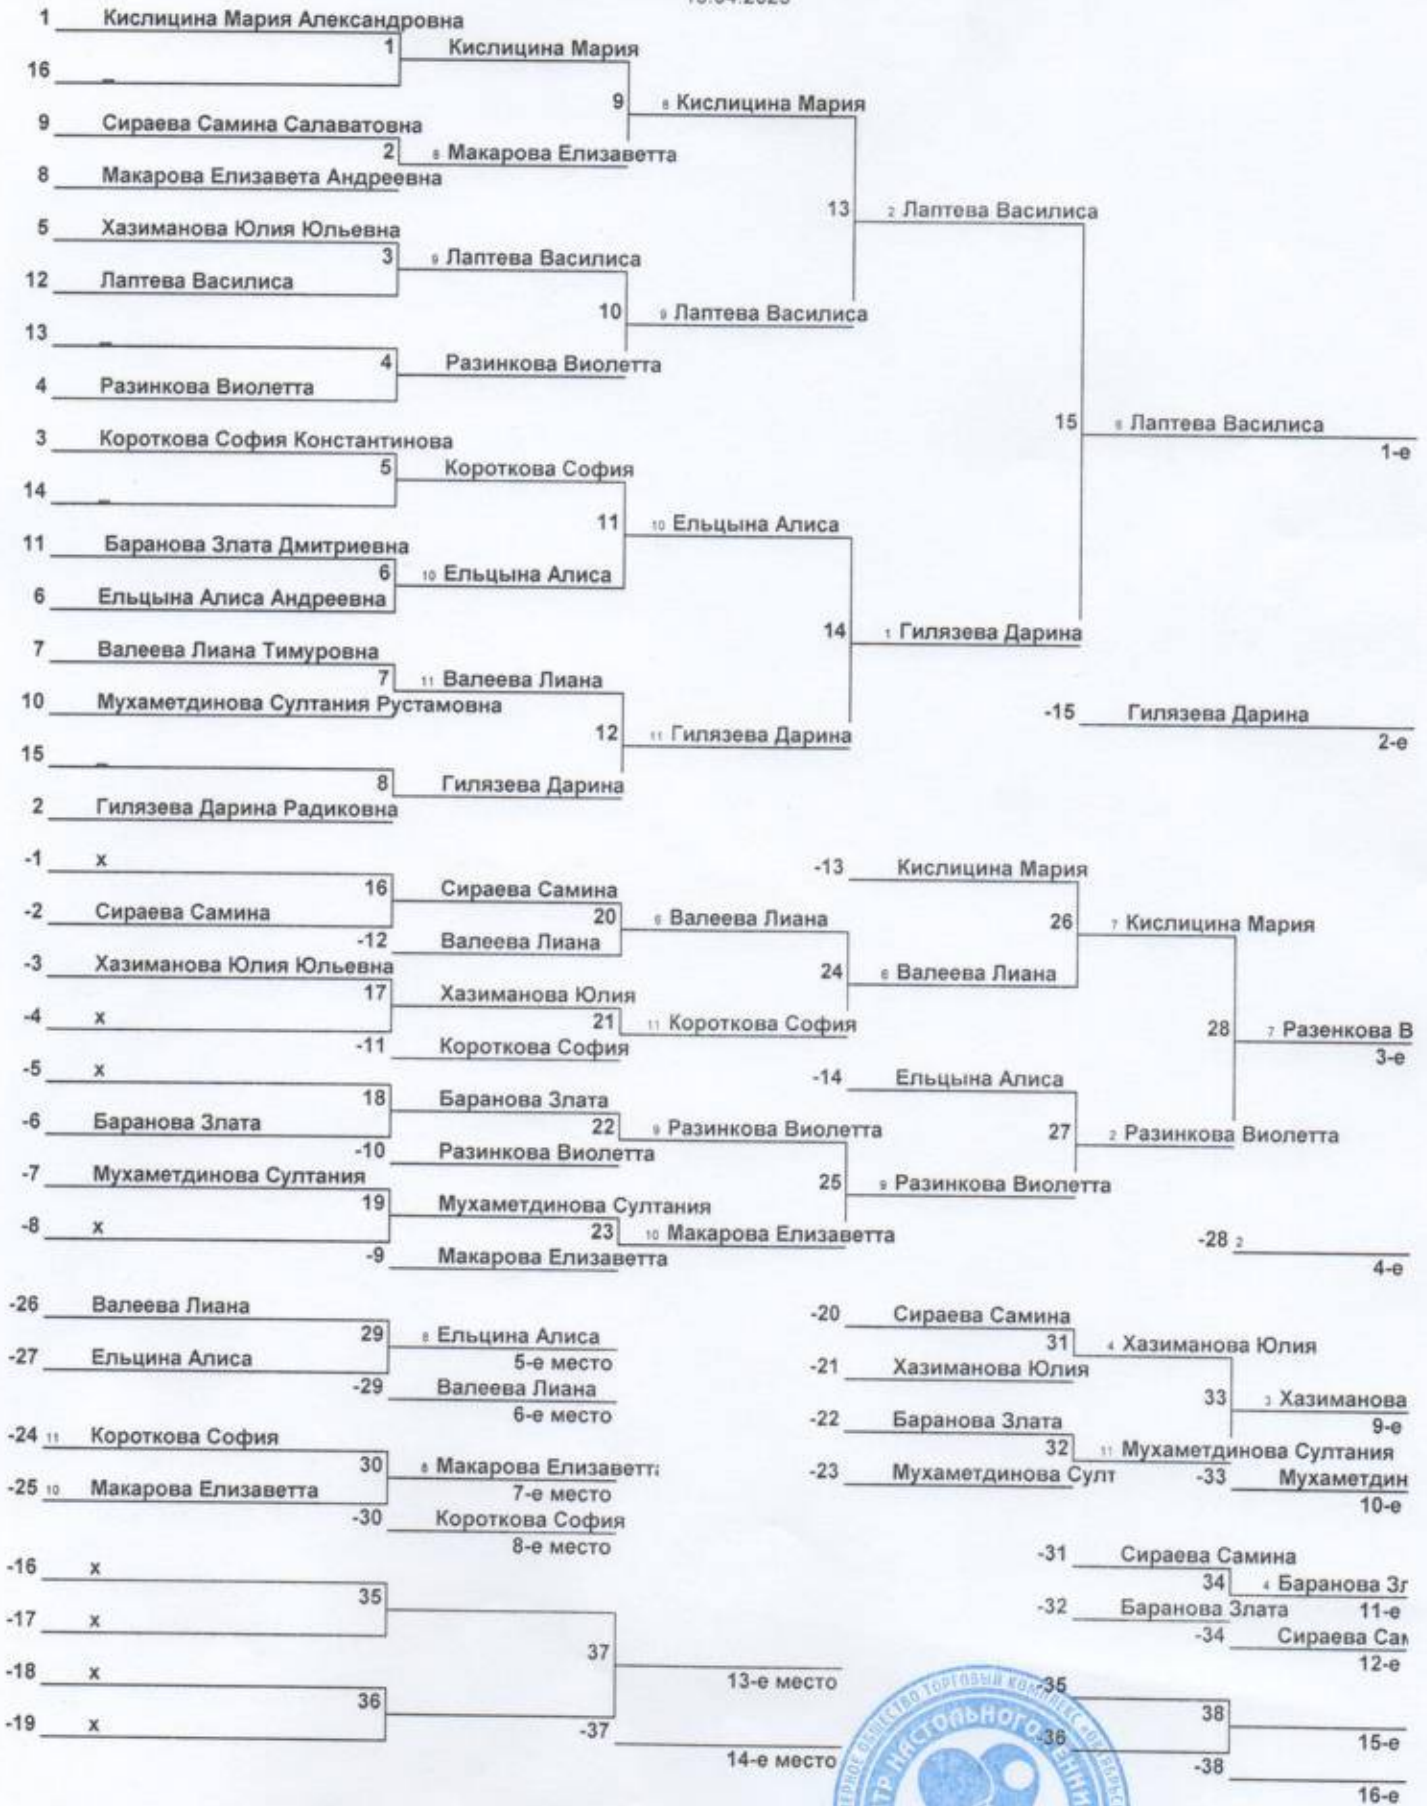 1 Кислицина Мария Александровна
1 Кислицина Мария
16 _
9 8 Кислицина Мария
9 Сираева Самина Салаватовна
2 8 Макарова Елизаветта
8 Макарова Елизавета Андреевна
13 2 Лаптева Василиса
5 Хазиманова Юлия Юльевна
3 9 Лаптева Василиса
12 Лаптева Василиса
10 9 Лаптева Василиса
13 _
4 Разинкова Виолетта
4 Разинкова Виолетта
15 8 Лаптева Василиса
1-е
3 Короткова София Константинова
5 Короткова София
14 _
11 10 Ельцына Алиса
11 Баранова Злата Дмитриевна
6 10 Ельцына Алиса
6 Ельцына Алиса Андреевна
14 1 Гилязева Дарина
7 Валеева Лиана Тимуровна
7 11 Валеева Лиана
10 Мухаметдинова Султания Рустамовна
-15 Гилязева Дарина
2-е
12 11 Гилязева Дарина
15 _
8 Гилязева Дарина
2 Гилязева Дарина Радиковна
-1 х
-13 Кислицина Мария
16 Сираева Самина
-2 Сираева Самина
20 6 Валеева Лиана
26 7 Кислицина Мария
-12 Валеева Лиана
-3 Хазиманова Юлия Юльевна
24 6 Валеева Лиана
17 Хазиманова Юлия
-4 х
21 11 Короткова София
28 7 Разенкова В
3-е
-11 Короткова София
-5 х
-14 Ельцына Алиса
18 Баранова Злата
-6 Баранова Злата
22 9 Разинкова Виолетта
27 2 Разинкова Виолетта
-10 Разинкова Виолетта
-7 Мухаметдинова Султания
25 9 Разинкова Виолетта
19 Мухаметдинова Султания
-8 х
23 10 Макарова Елизаветта
-28 2
4-е
-9 Макарова Елизаветта
-26 Валеева Лиана
29 8 Ельцина Алиса
5-е место
-27 Ельцина Алиса
-29 Валеева Лиана
6-е место
-20 Сираева Самина
31 4 Хазиманова Юлия
-21 Хазиманова Юлия
33 3 Хазиманова
9-е
-22 Баранова Злата
32 11 Мухаметдинова Султания
-23 Мухаметдинова Султ
-33 Мухаметдин
10-е
-24 11 Короткова София
30 8 Макарова Елизаветт
7-е место
-25 10 Макарова Елизаветта
-30 Короткова София
8-е место
-31 Сираева Самина
34 4 Баранова Зл
11-е
-32 Баранова Злата
-34 Сираева Сам
12-е
-16 х
35
-17 х
37
13-е место
-18 х
36
-19 х
-37
14-е место
-35
38
15-е
-36
-38
16-е
ТОРГОВЫЙ КОМПЛЕКС
НАСТОЛЬНОГО